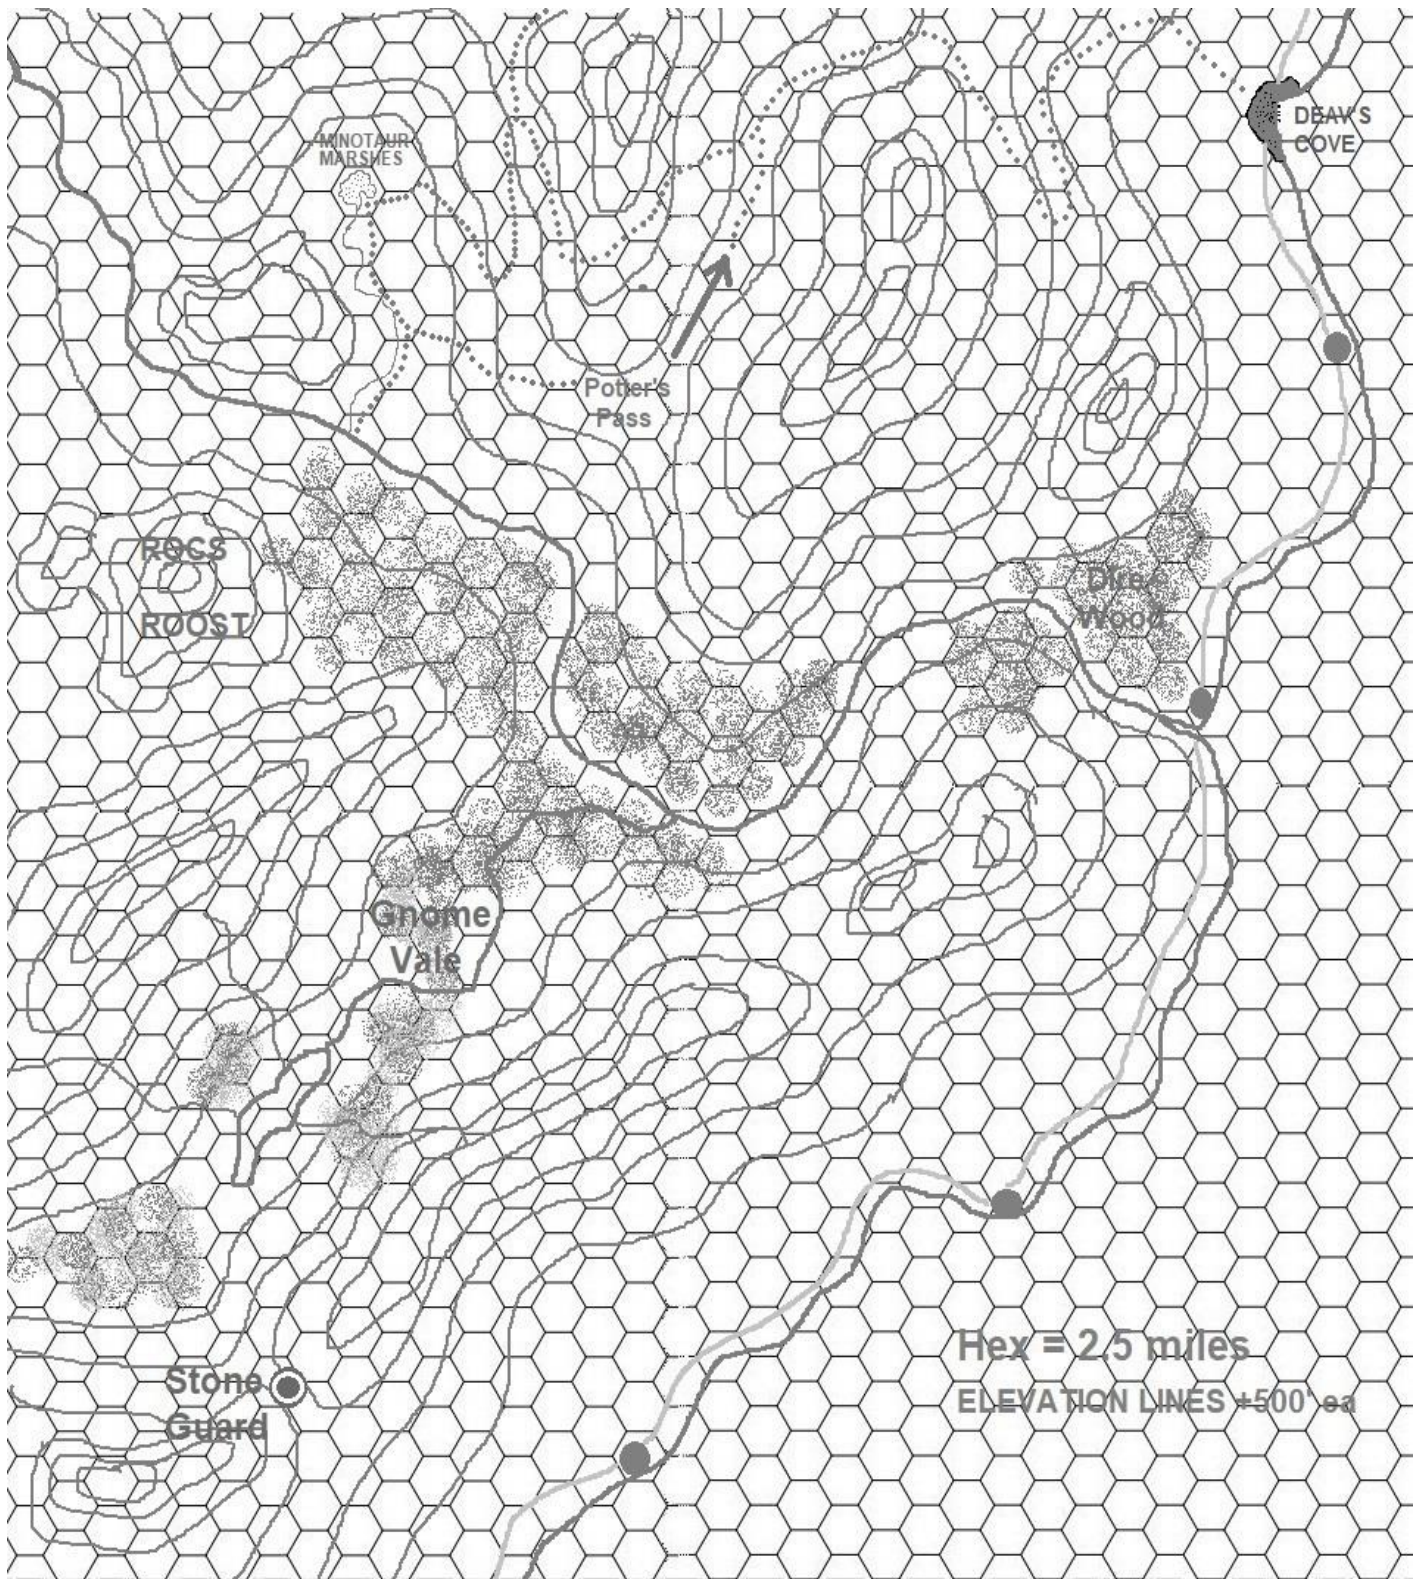 MINOTAUR
MARSHES
DEAV'S
COVE
Potter's
Pass
ROCS
ROOST
Dire
Wood
Gnome
Vale
Hex = 2.5 miles
ELEVATION LINES +500' ea
Stone
Guard